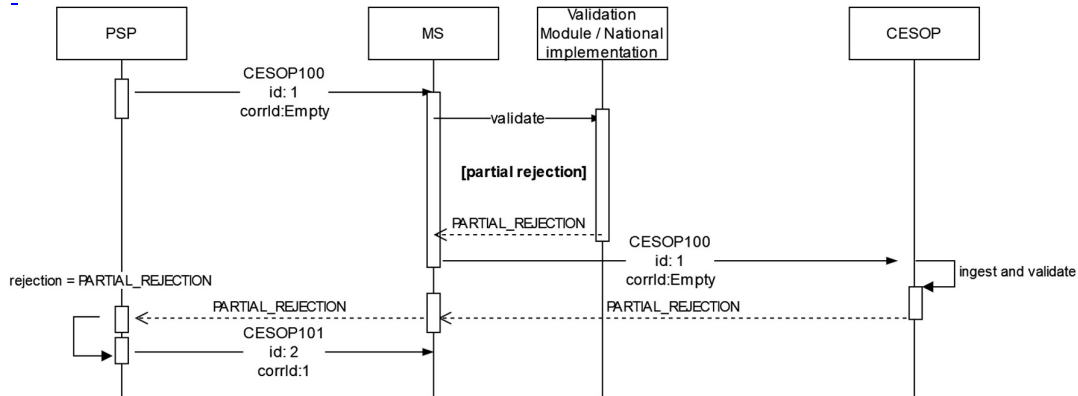 PSP
MS
Validation
Module / National
implementation
CESOP
CESOP100
id: 1
corrId:Empty
validate
[partial rejection]
PARTIAL_REJECTION
CESOP100
id: 1
corrId:Empty
ingest and validate
rejection = PARTIAL_REJECTION
PARTIAL_REJECTION
PARTIAL_REJECTION
CESOP101
id: 2
corrId:1